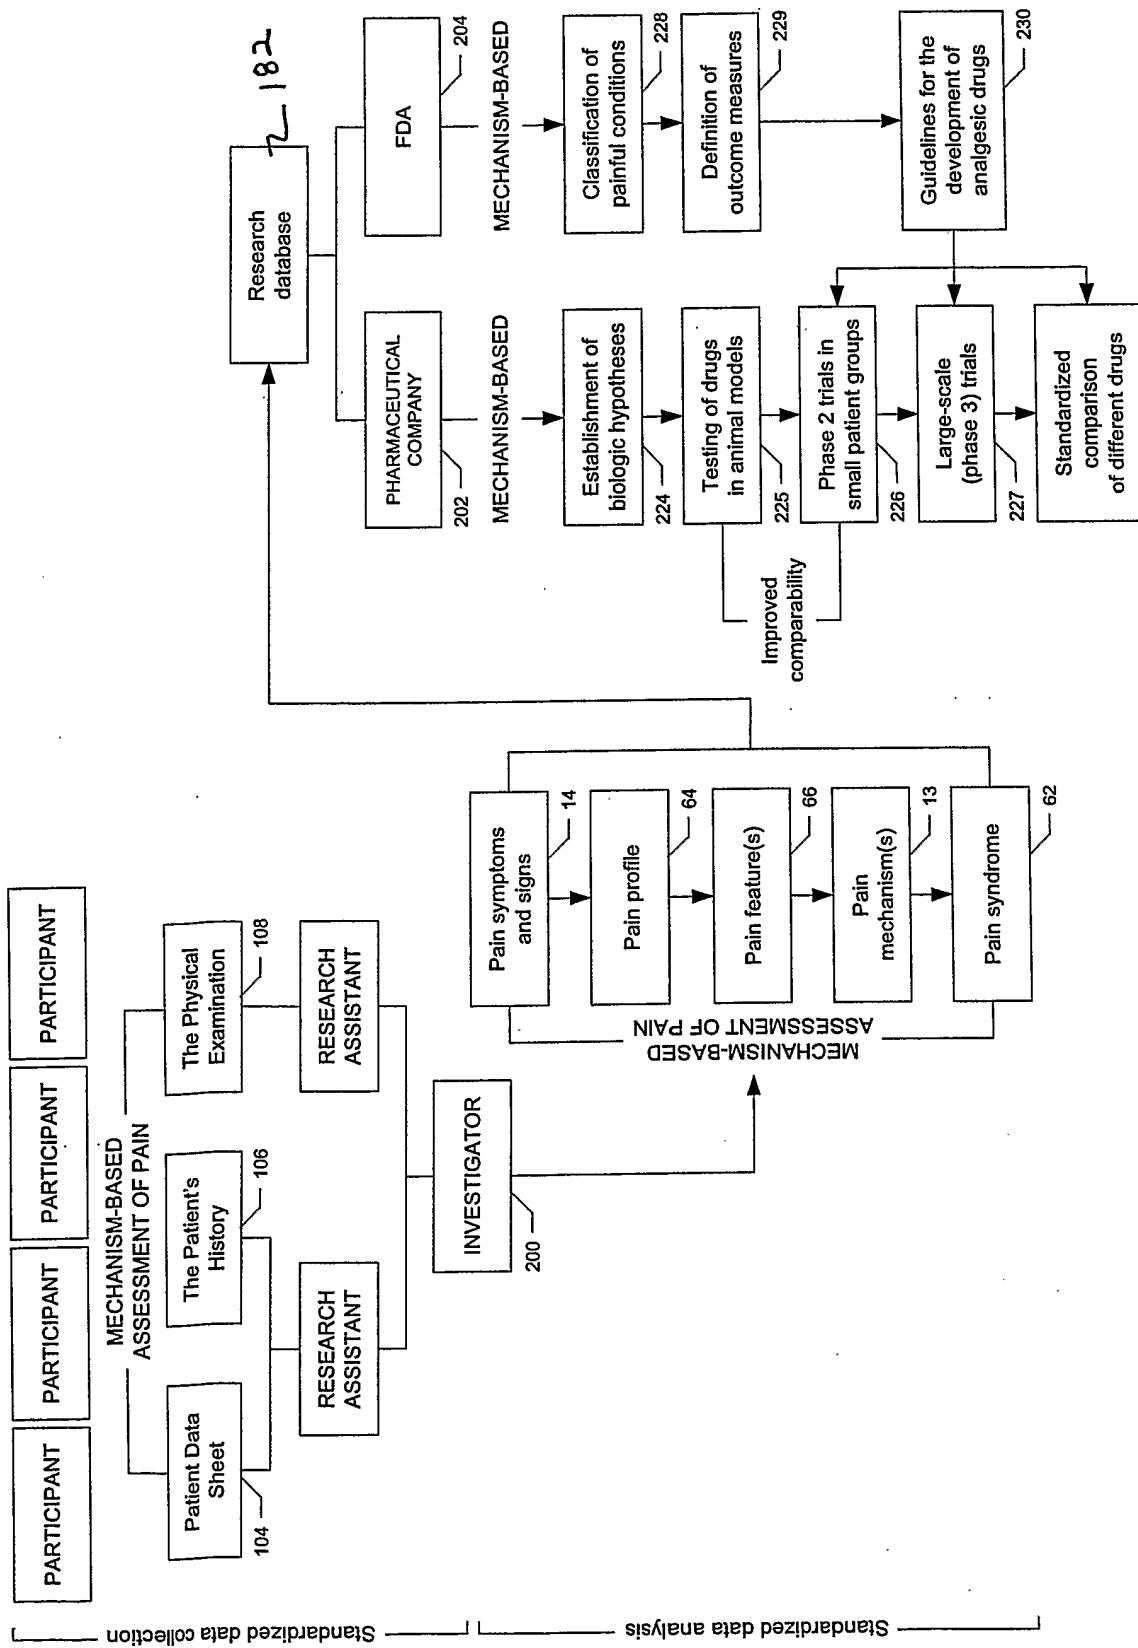 PARTICIPANT
PARTICIPANT
PARTICIPANT
PARTICIPANT
MECHANISM-BASED
ASSESSMENT OF PAIN
Patient Data
Sheet
104
The Patient's
History
106
The Physical
Examination
108
RESEARCH
ASSISTANT
RESEARCH
ASSISTANT
INVESTIGATOR
200
Standardized data collection
Standardized data analysis
MECHANISM-BASED
ASSESSMENT OF PAIN
Pain symptoms
and signs
14
Pain profile
64
Pain feature(s)
66
Pain
mechanism(s)
13
Pain syndrome
62
Research
database
182
PHARMACEUTICAL
COMPANY
202
FDA
204
MECHANISM-BASED
MECHANISM-BASED
Establishment of
biologic hypotheses
224
Classification of
painful conditions
228
Testing of drugs
in animal models
225
Definition of
outcome measures
229
Improved
comparability
Phase 2 trials in
small patient groups
226
Large-scale
(phase 3) trials
227
Guidelines for the
development of
analgesic drugs
230
Standardized
comparison
of different drugs